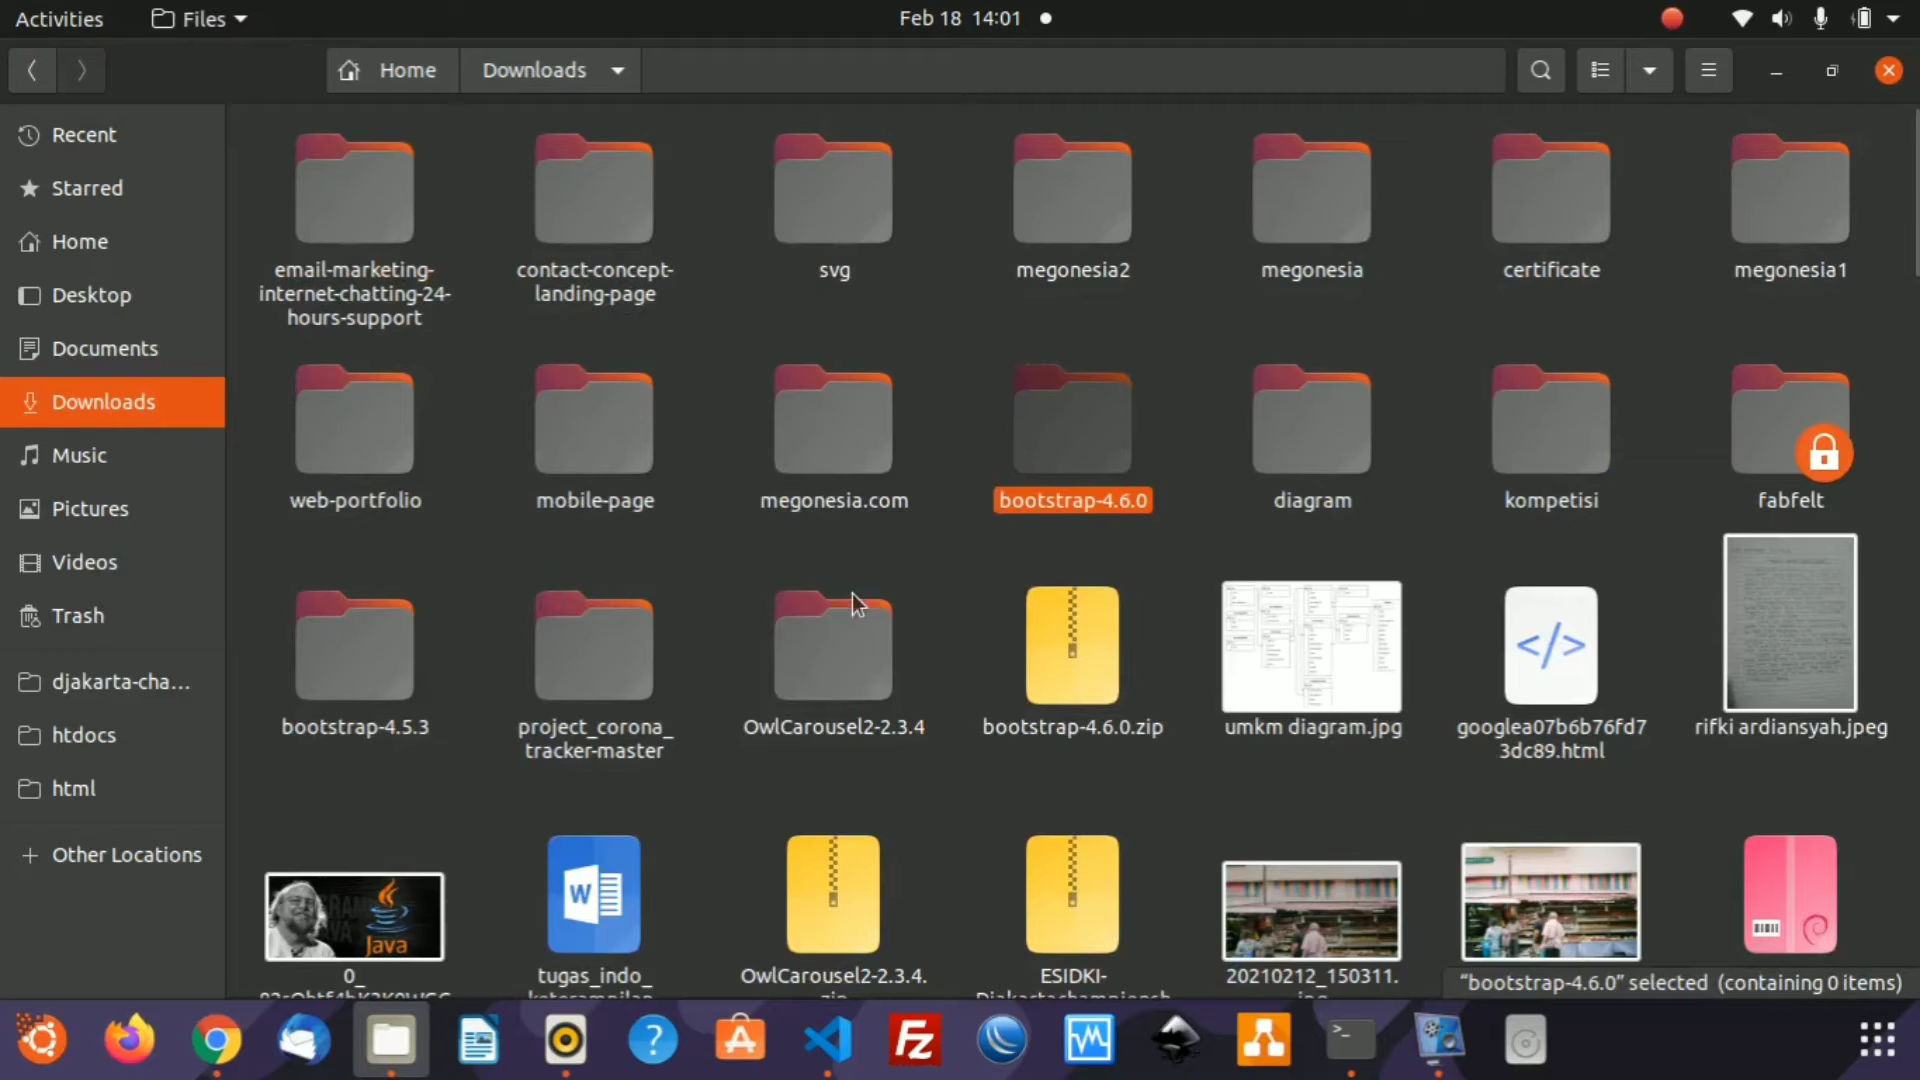 Activities
Files
Feb 18 14:01
Home
Downloads
Recent
Starred
Home
Desktop
Documents
Downloads
Music
Pictures
Videos
Trash
djakarta-cha...
htdocs
html
Other Locations
email-marketing-
internet-chatting-24-
hours-support
contact-concept-
landing-page
svg
megonesia2
megonesia
certificate
megonesia1
web-portfolio
mobile-page
megonesia.com
bootstrap-4.6.0
diagram
kompetisi
fabfelt
bootstrap-4.5.3
project_corona_
tracker-master
OwlCarousel2-2.3.4
bootstrap-4.6.0.zip
umkm diagram.jpg
googlea07b6b76fd7
3dc89.html
rifki ardiansyah.jpeg
Java
0_
W
tugas_indo_
OwlCarousel2-2.3.4.
zip
ESIDKI-
20210212_150311.
"bootstrap-4.6.0" selected (containing 0 items)
?
A
Fz
>_